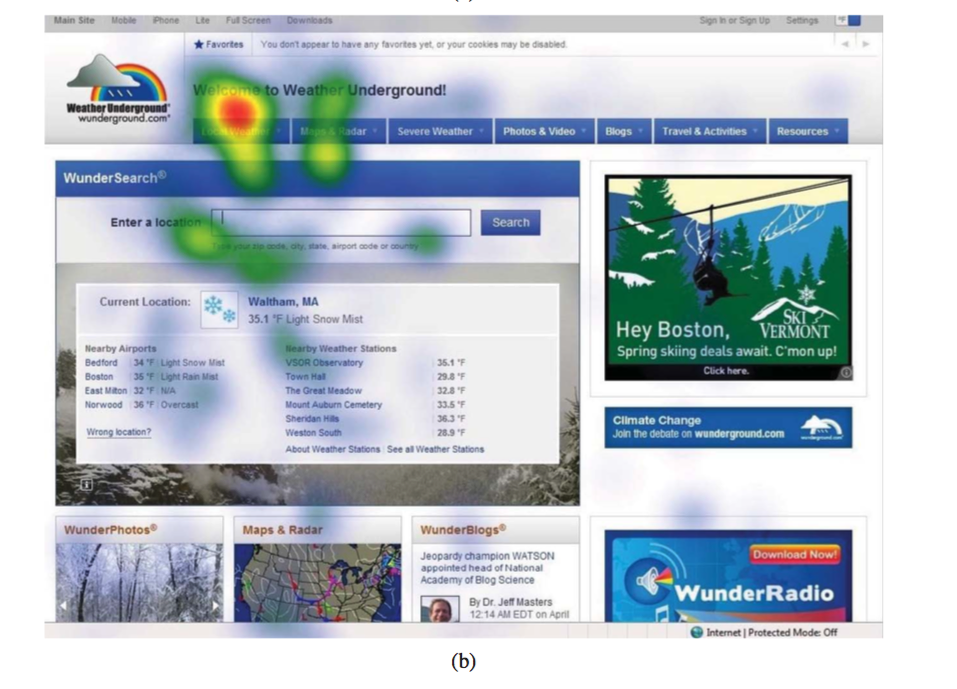 Main Site Mobile iPhone Lite Full Screen Downloads Sign In or Sign Up Settings °F
Favorites You don't appear to have any favorites yet, or your cookies may be disabled.
Weather Underground®
wunderground.com®
Welcome to Weather Underground!
Local Weather Maps & Radar Severe Weather Photos & Video Blogs Travel & Activities Resources
WunderSearch®
Enter a location Search
Type your zip code, city, state, airport code or country
Current Location: Waltham, MA
35.1 °F Light Snow Mist
Nearby Airports
Bedford 34 °F Light Snow Mist
Boston 35 °F Light Rain Mist
East Milton 32 °F N/A
Norwood 36 °F Overcast
Wrong location?
Nearby Weather Stations
VSOR Observatory 35.1 °F
Town Hall 29.8 °F
The Great Meadow 32.8 °F
Mount Auburn Cemetery 33.5 °F
Sheridan Hills 36.3 °F
Weston South 28.9 °F
About Weather Stations See all Weather Stations
Hey Boston,
SKI
VERMONT
Spring skiing deals await. C'mon up!
Click here.
Climate Change
Join the debate on wunderground.com
WunderPhotos®
Maps & Radar
WunderBlogs®
Jeopardy champion WATSON
appointed head of National
Academy of Blog Science
By Dr. Jeff Masters
12:14 AM EDT on April
Download Now!
WunderRadio
Internet | Protected Mode: Off
(b)